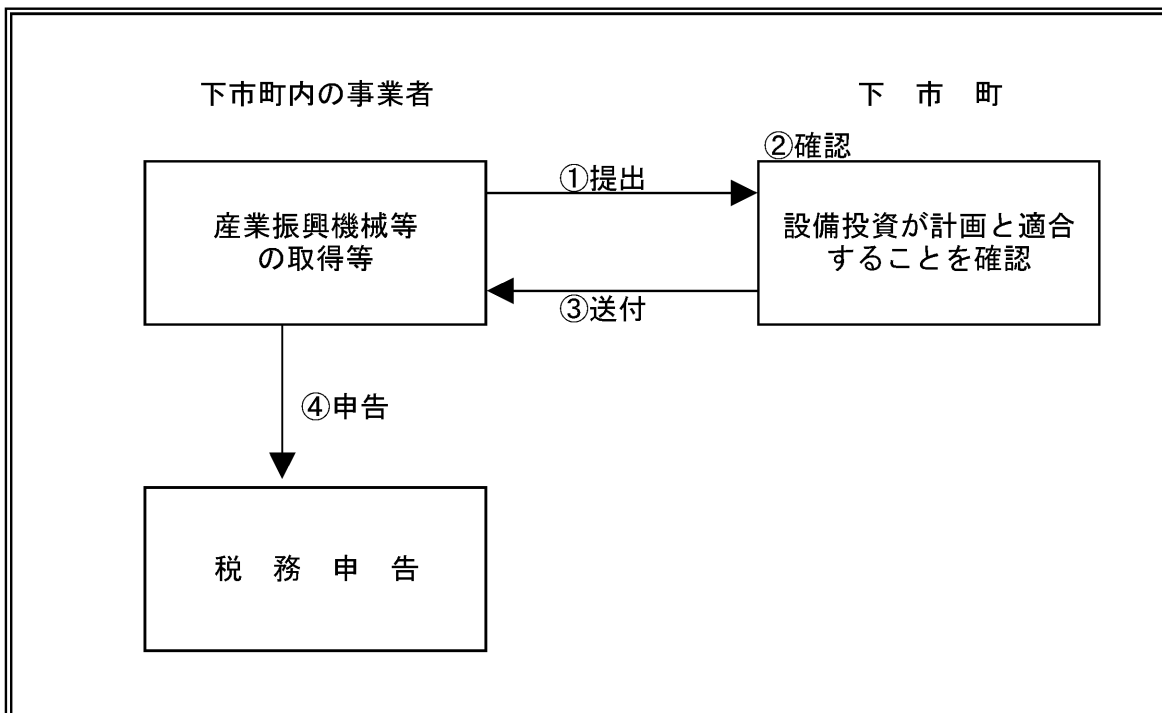 下市町内の事業者
下　市　町
②確認
①提出
産業振興機械等
の取得等
設備投資が計画と適合
することを確認
③送付
④申告
税　務　申　告